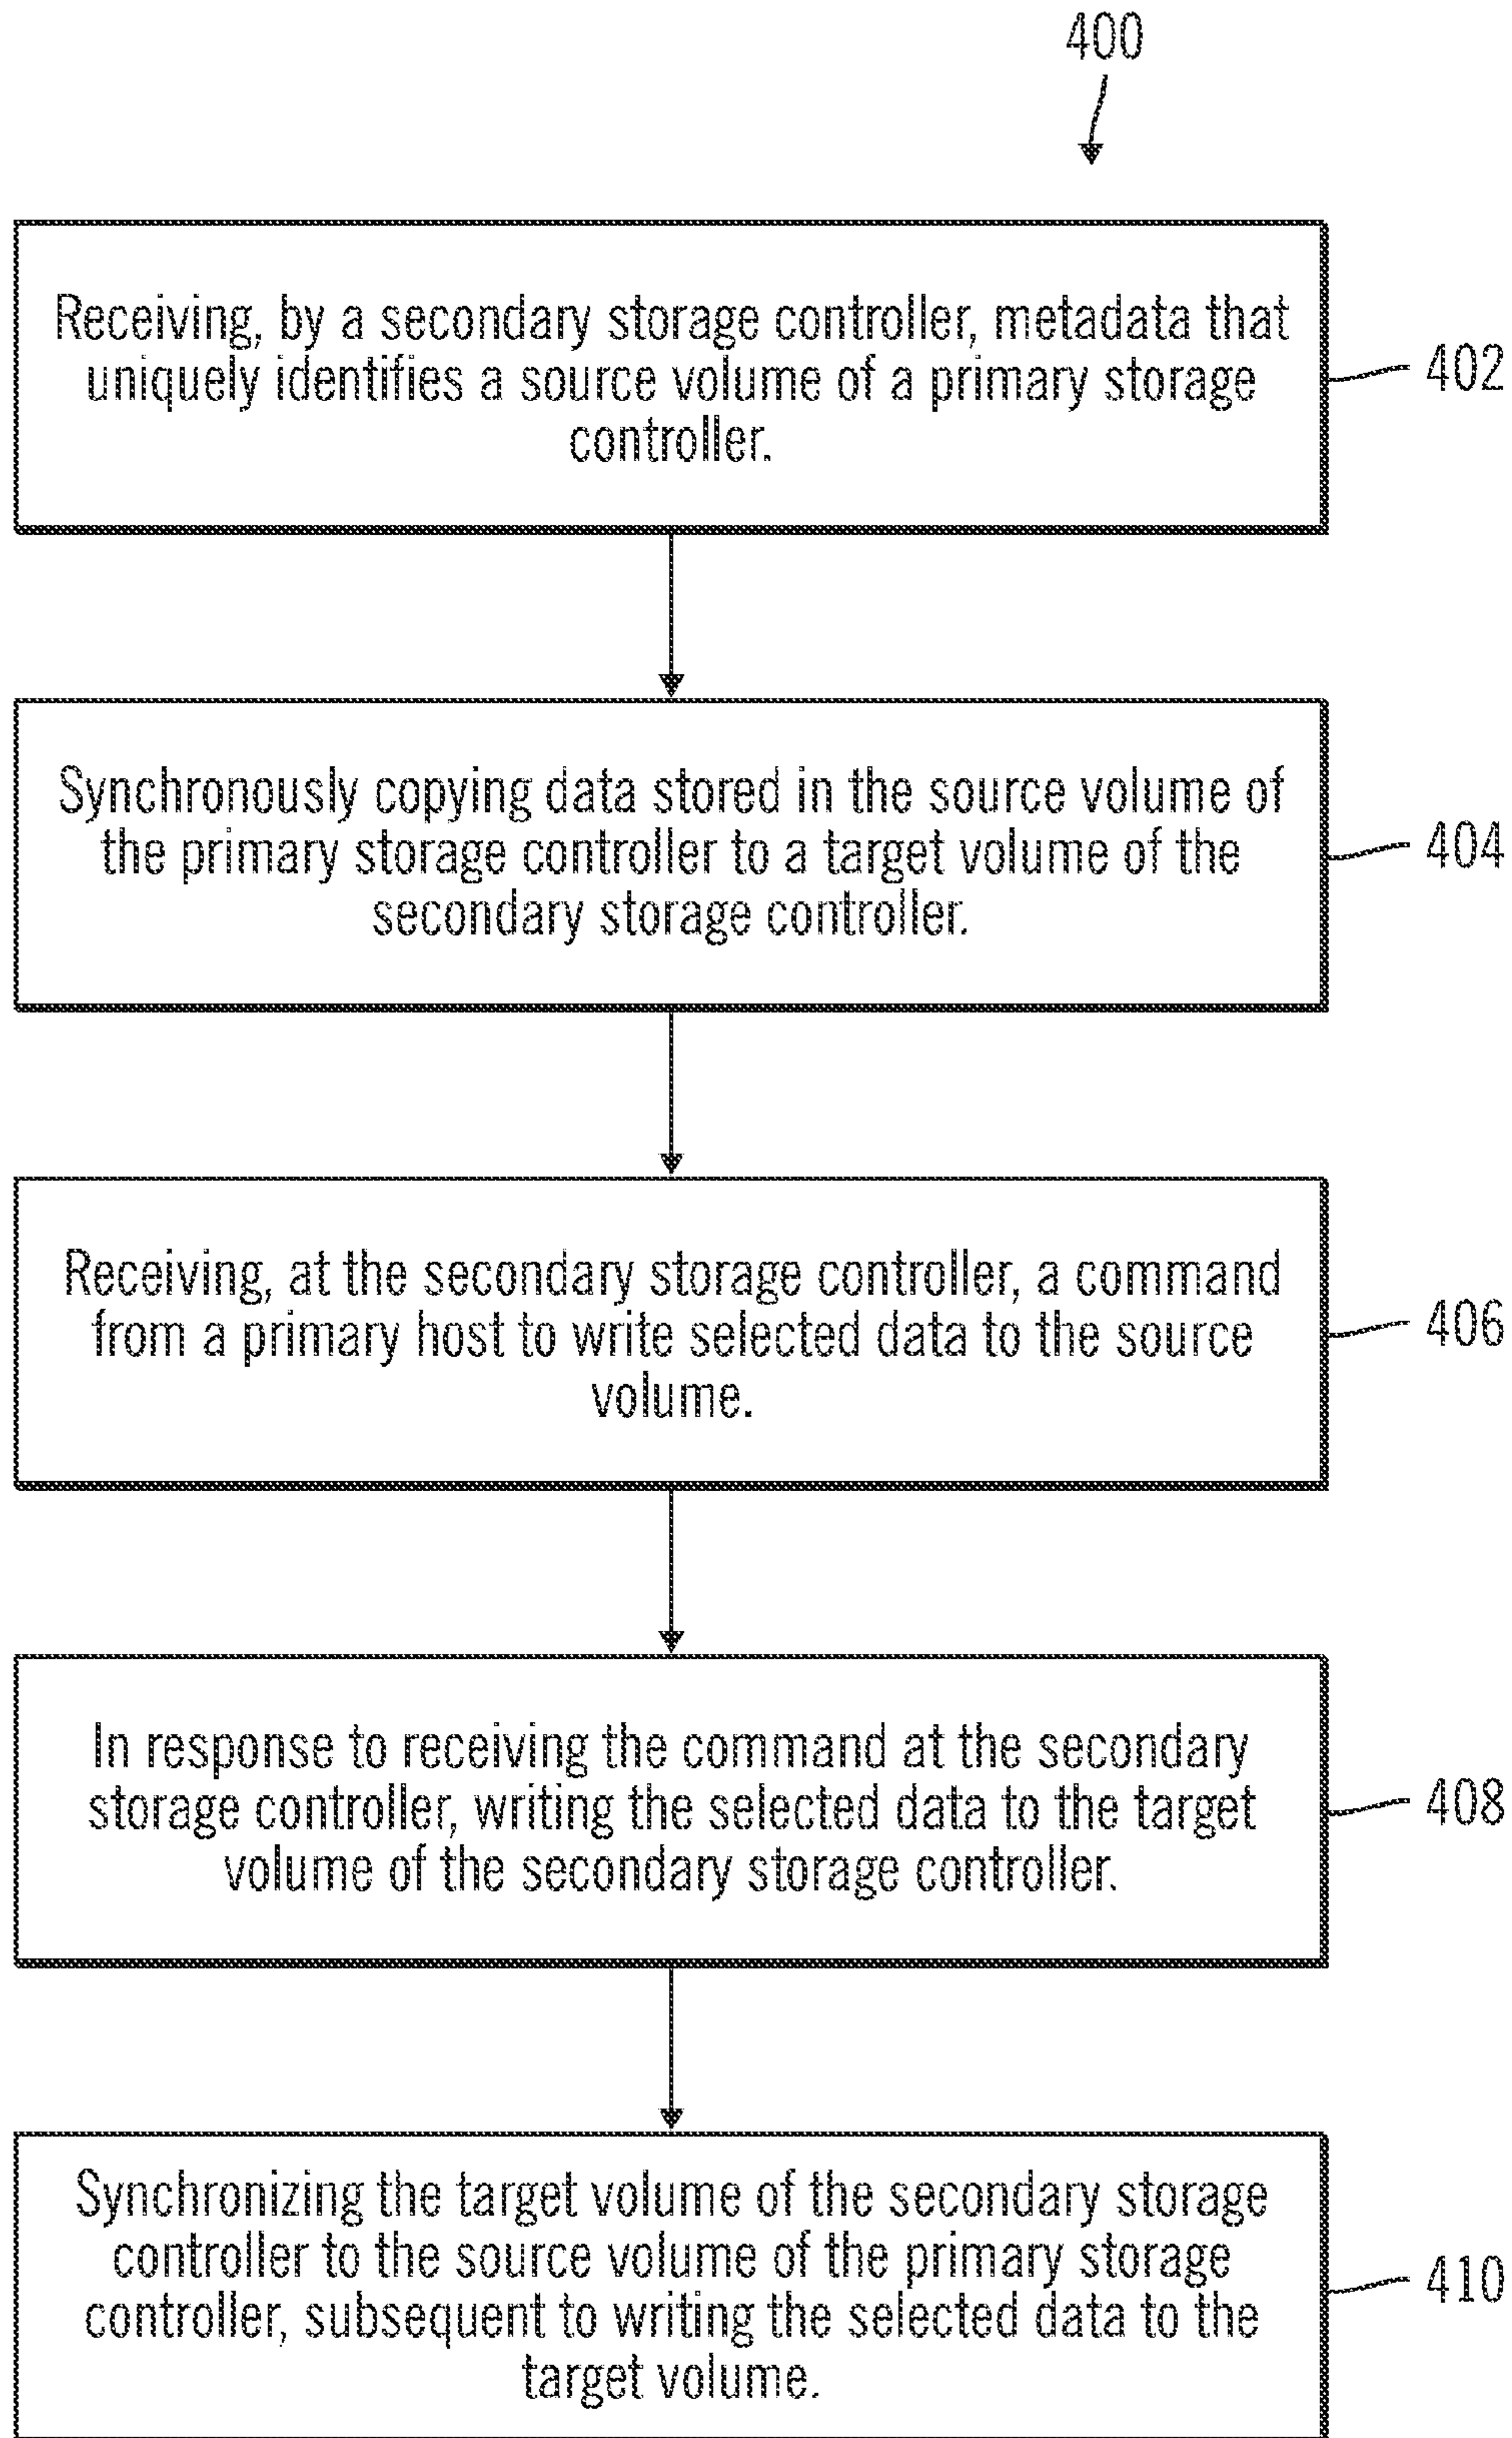 400
Receiving, by a secondary storage controller, metadata that
uniquely identifies a source volume of a primary storage
controller.
402
Synchronously copying data stored in the source volume of
the primary storage controller to a target volume of the
secondary storage controller.
404
Receiving, at the secondary storage controller, a command
from a primary host to write selected data to the source
volume.
406
In response to receiving the command at the secondary
storage controller, writing the selected data to the target
volume of the secondary storage controller.
408
Synchronizing the target volume of the secondary storage
controller to the source volume of the primary storage
controller, subsequent to writing the selected data to the
target volume.
410